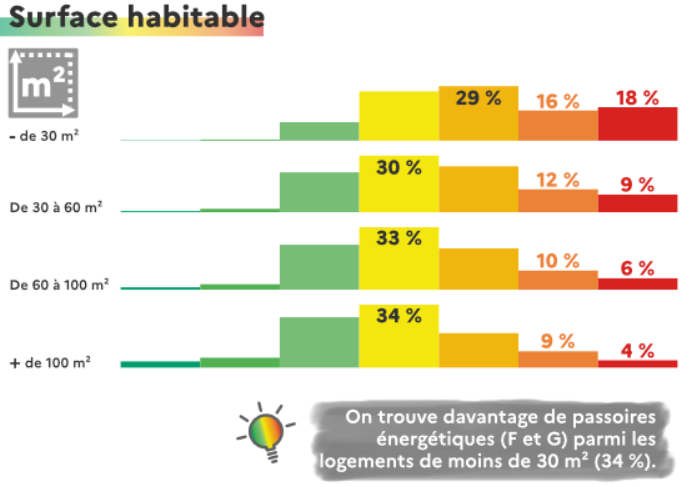 Surface habitable
m²
29 % 16 % 18 %
- de 30 m²
30 % 12 % 9 %
De 30 à 60 m²
33 % 10 % 6 %
De 60 à 100 m²
34 % 9 % 4 %
+ de 100 m²
On trouve davantage de passoires
énergétiques (F et G) parmi les
logements de moins de 30 m² (34 %).